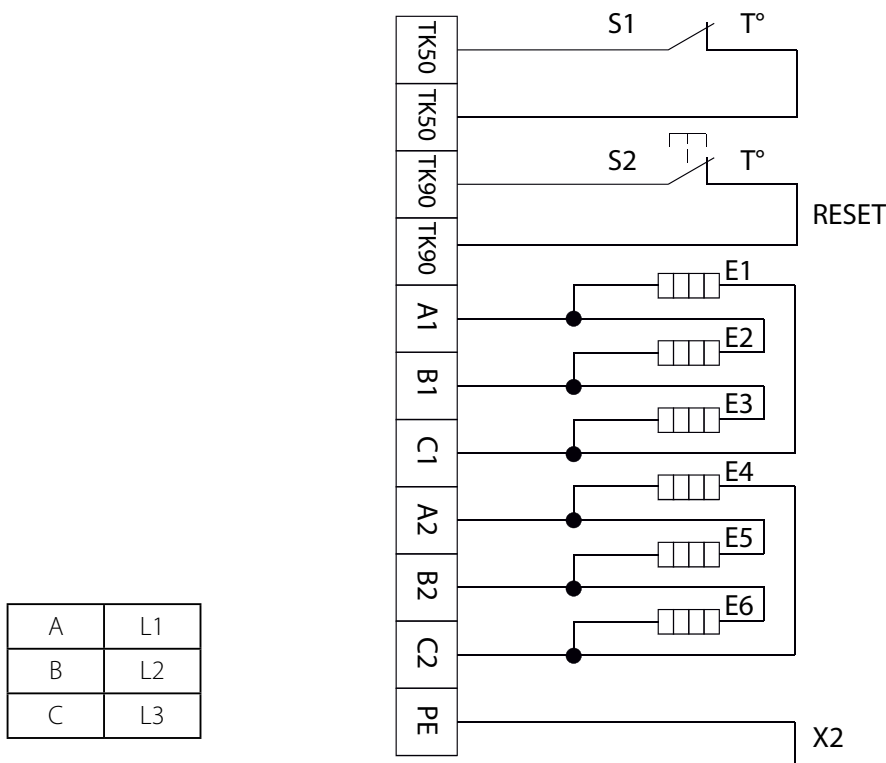 TK50
S1 T°
TK50
TK90
S2 T°
RESET
TK90
E1
A1
E2
B1
E3
C1
E4
A2
E5
B2
E6
C2
PE
X2
A L1
B L2
C L3